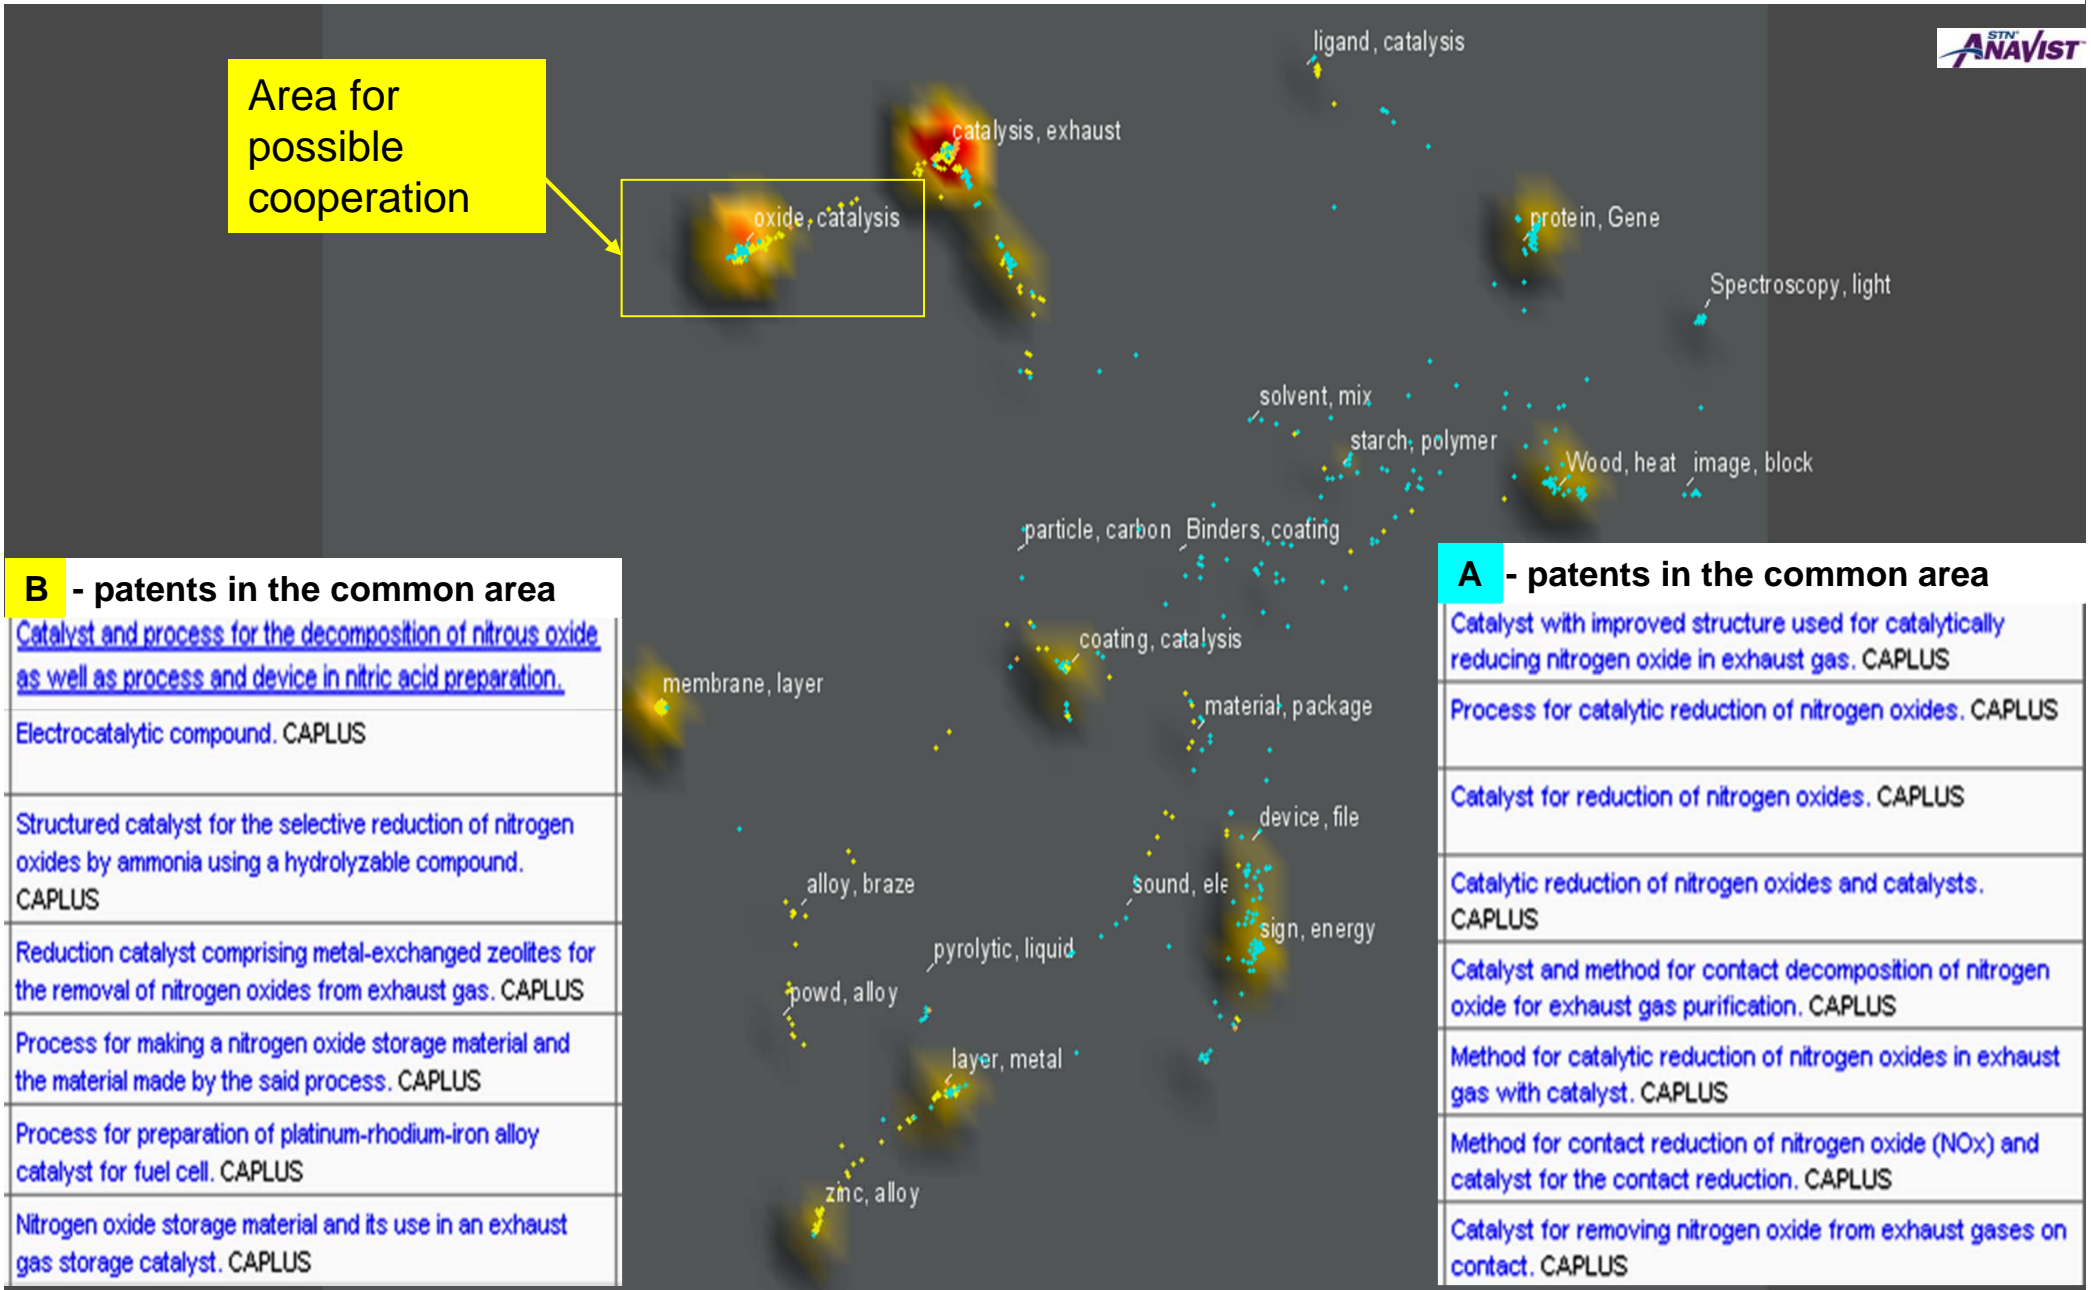 ligand, catalysis
STN®
ANAVIST
Area for
possible
cooperation
catalysis, exhaust
oxide, catalysis
protein, Gene
Spectroscopy, light
solvent, mix
starch, polymer
Wood, heat
image, block
particle, carbon
Binders, coating
B - patents in the common area
Catalyst and process for the decomposition of nitrous oxide
as well as process and device in nitric acid preparation.
Electrocatalytic compound. CAPLUS
Structured catalyst for the selective reduction of nitrogen
oxides by ammonia using a hydrolyzable compound.
CAPLUS
Reduction catalyst comprising metal-exchanged zeolites for
the removal of nitrogen oxides from exhaust gas. CAPLUS
Process for making a nitrogen oxide storage material and
the material made by the said process. CAPLUS
Process for preparation of platinum-rhodium-iron alloy
catalyst for fuel cell. CAPLUS
Nitrogen oxide storage material and its use in an exhaust
gas storage catalyst. CAPLUS
coating, catalysis
membrane, layer
material, package
device, file
alloy, braze
sound, ele
sign, energy
pyrolytic, liquid
powd, alloy
layer, metal
zinc, alloy
A - patents in the common area
Catalyst with improved structure used for catalytically
reducing nitrogen oxide in exhaust gas. CAPLUS
Process for catalytic reduction of nitrogen oxides. CAPLUS
Catalyst for reduction of nitrogen oxides. CAPLUS
Catalytic reduction of nitrogen oxides and catalysts.
CAPLUS
Catalyst and method for contact decomposition of nitrogen
oxide for exhaust gas purification. CAPLUS
Method for catalytic reduction of nitrogen oxides in exhaust
gas with catalyst. CAPLUS
Method for contact reduction of nitrogen oxide (NOx) and
catalyst for the contact reduction. CAPLUS
Catalyst for removing nitrogen oxide from exhaust gases on
contact. CAPLUS